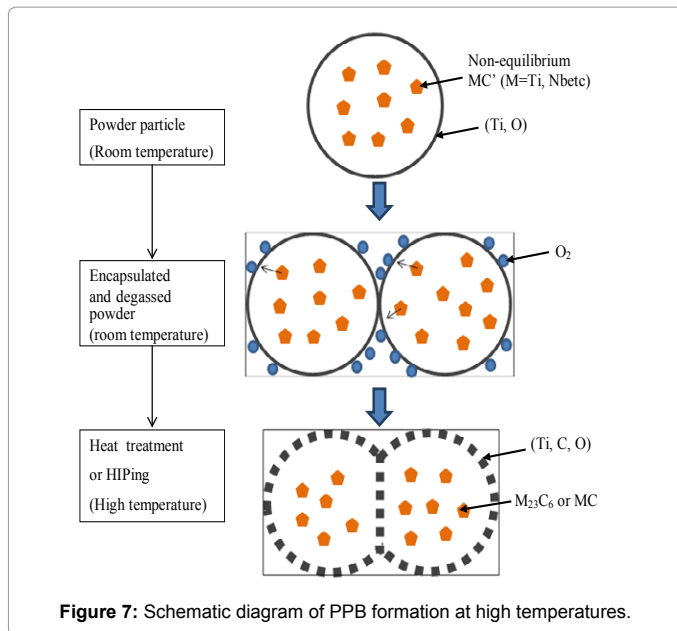 Non-equilibrium
MC' (M=Ti, Nbetc)
Powder particle
(Room temperature)
(Ti, O)
O₂
Encapsulated
and degassed
powder
(room temperature)
Heat treatment
or HIPing
(High temperature)
(Ti, C, O)
M₂₃C₆ or MC
Figure 7: Schematic diagram of PPB formation at high temperatures.